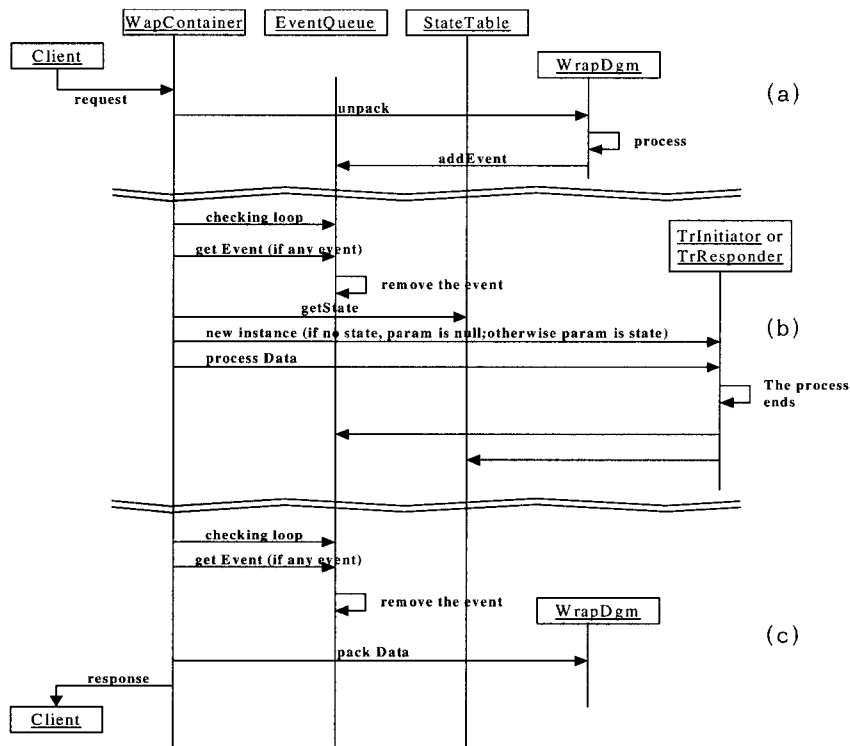 WapContainer
EventQueue
StateTable
Client
WrapDgm
request
(a)
unpack
process
addEvent
checking loop
TrInitiator or
TrResponder
get Event (if any event)
remove the event
getState
new instance (if no state, param is null;otherwise param is state)
(b)
process Data
The process
ends
checking loop
get Event (if any event)
remove the event
WrapDgm
(c)
pack Data
response
Client